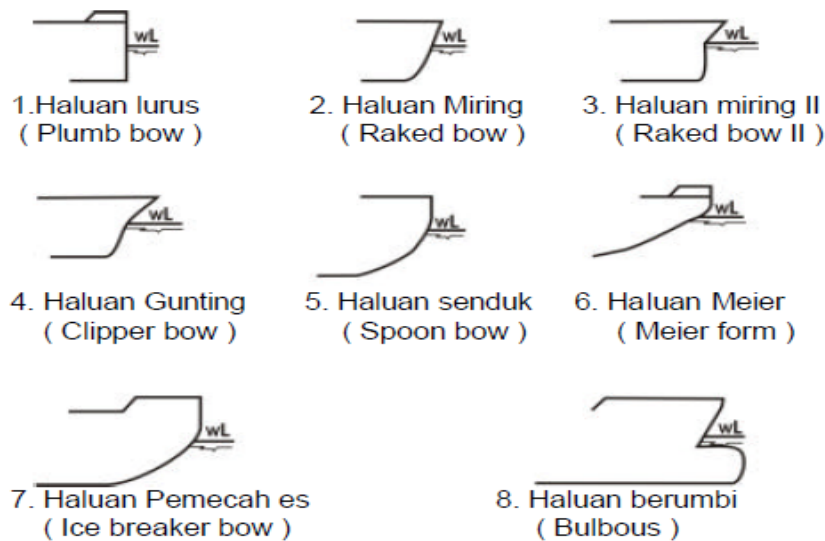 wL
1.Haluan lurus
( Plumb bow )
wL
2. Haluan Miring
( Raked bow )
wL
3. Haluan miring II
( Raked bow II )
wL
4. Haluan Gunting
( Clipper bow )
wL
5. Haluan senduk
( Spoon bow )
wL
6. Haluan Meier
( Meier form )
wL
7. Haluan Pemecah es
( Ice breaker bow )
wL
8. Haluan berumbi
( Bulbous )